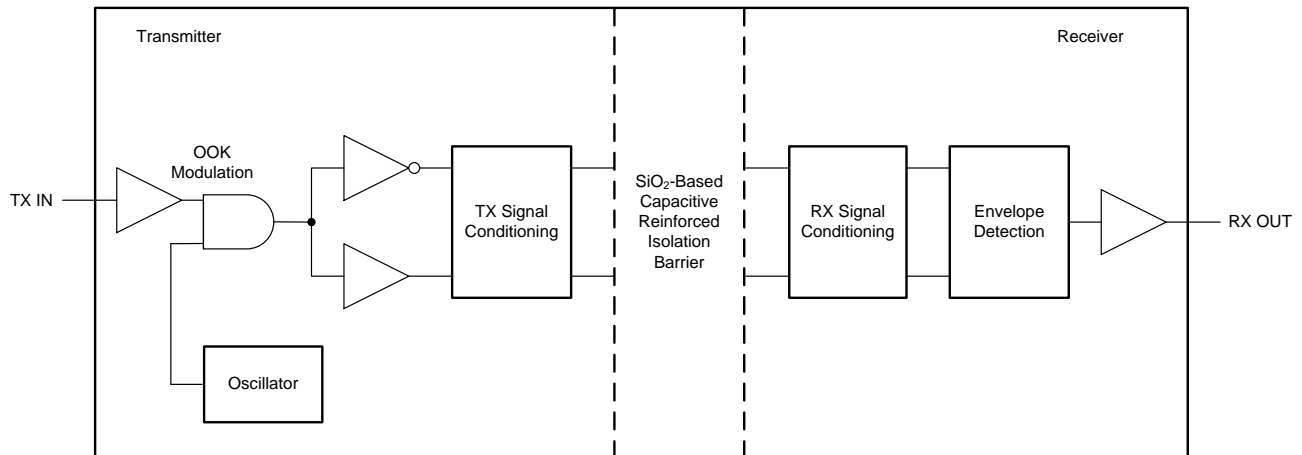 Transmitter
Receiver
OOK
Modulation
TX IN
TX Signal
Conditioning
SiO₂-Based
Capacitive
Reinforced
Isolation
Barrier
RX Signal
Conditioning
Envelope
Detection
RX OUT
Oscillator